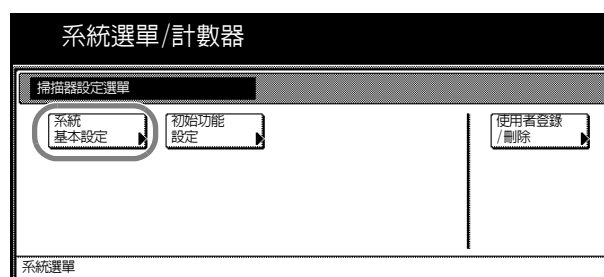 系統選單/計數器
掃描器設定選單
系統
基本設定
初始功能
設定
使用者登錄
/刪除
系統選單